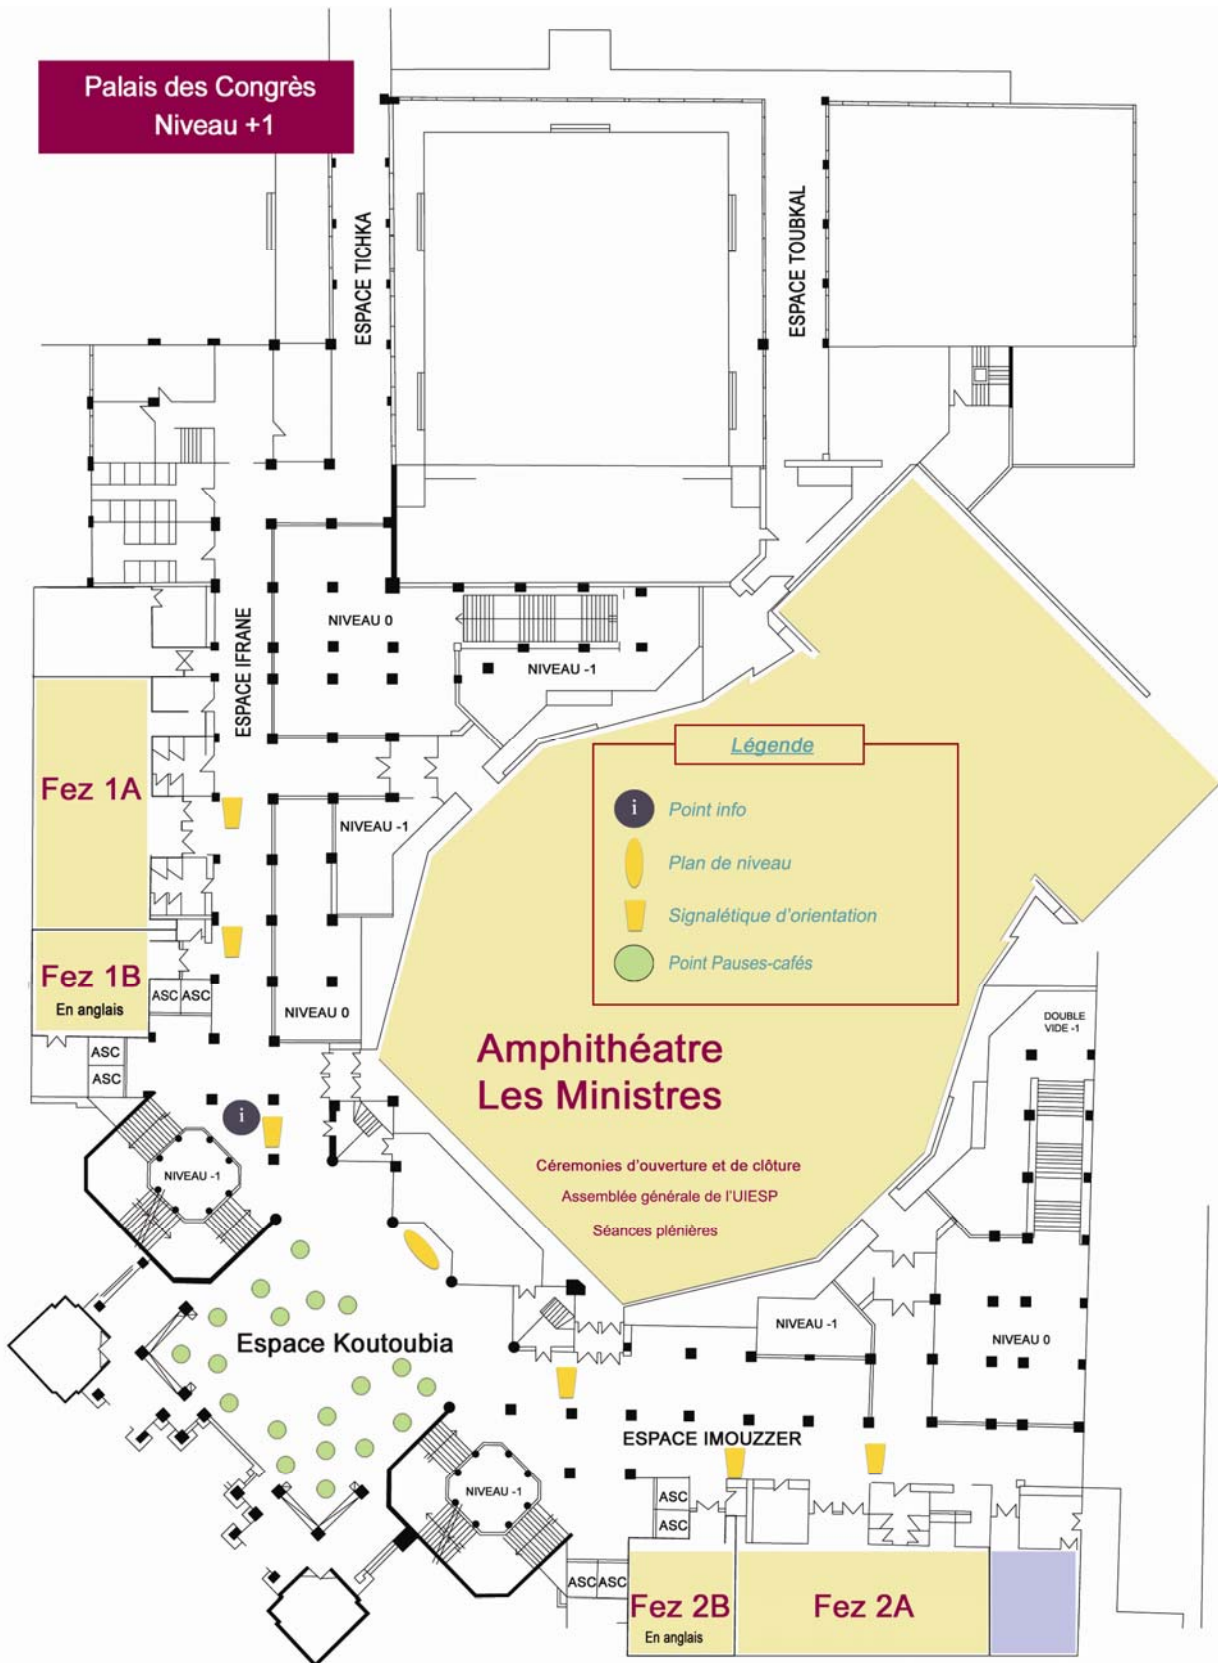 Palais des Congrès
Niveau +1
ESPACE TICHKA
ESPACE TOUBKAL
ESPACE IFRANE
NIVEAU 0
NIVEAU -1
Fez 1A
NIVEAU -1
Légende
i
Point info
Plan de niveau
Signalétique d'orientation
Point Pauses-cafés
Fez 1B
En anglais
ASC
ASC
NIVEAU 0
ASC
ASC
DOUBLE
VIDE -1
Amphithéatre
Les Ministres
i
Céremonies d'ouverture et de clôture
Assemblée générale de l'UIESP
Séances plénières
NIVEAU -1
Espace Koutoubia
NIVEAU -1
NIVEAU 0
ESPACE IMOUZZER
NIVEAU -1
ASC
ASC
ASC
ASC
Fez 2B
En anglais
Fez 2A